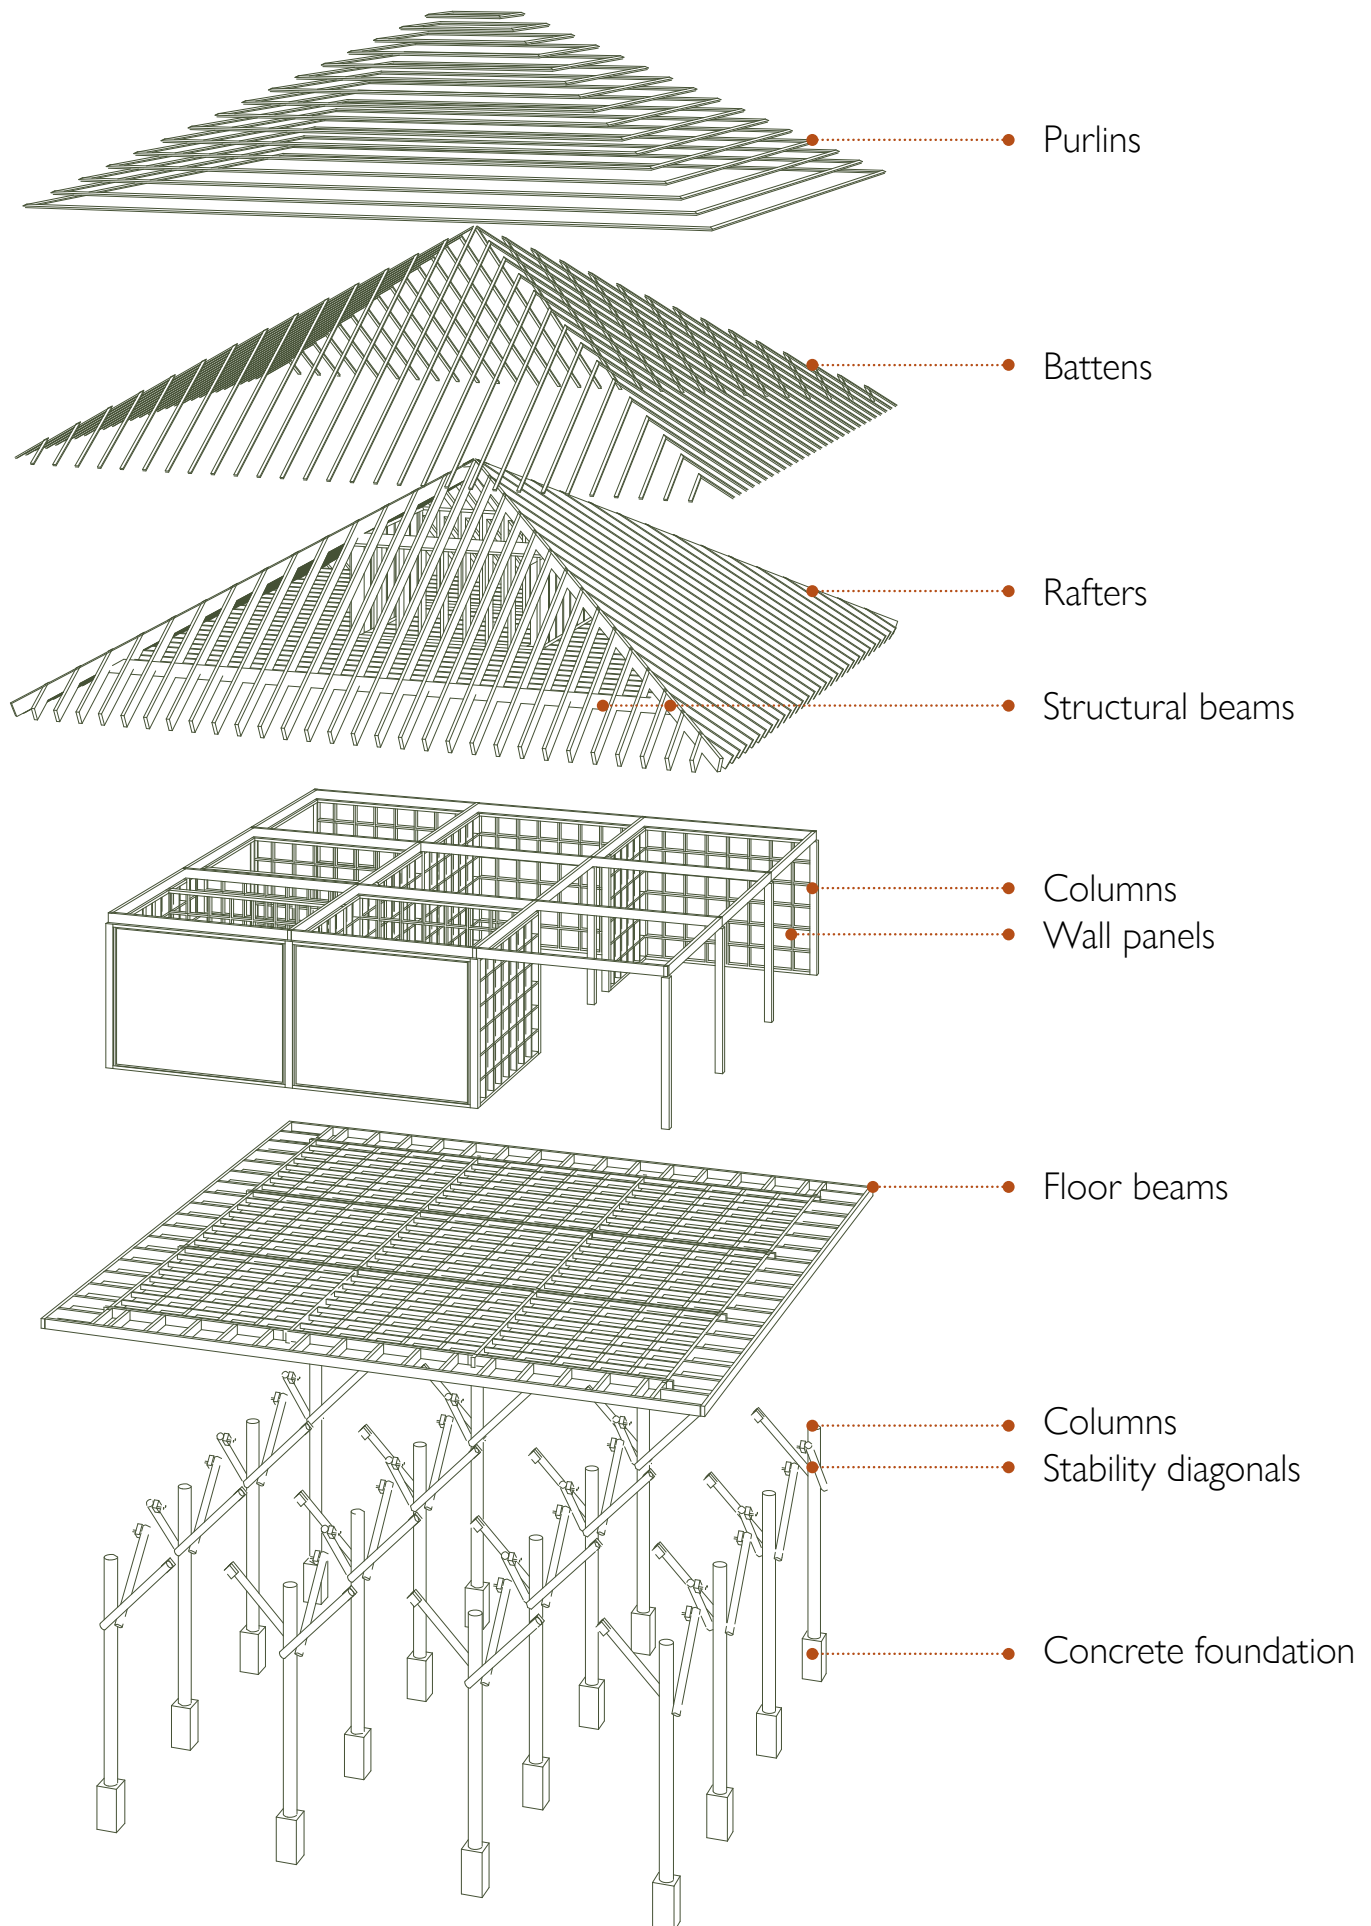 Purlins
Battens
Rafters
Structural beams
Columns
Wall panels
Floor beams
Columns
Stability diagonals
Concrete foundation